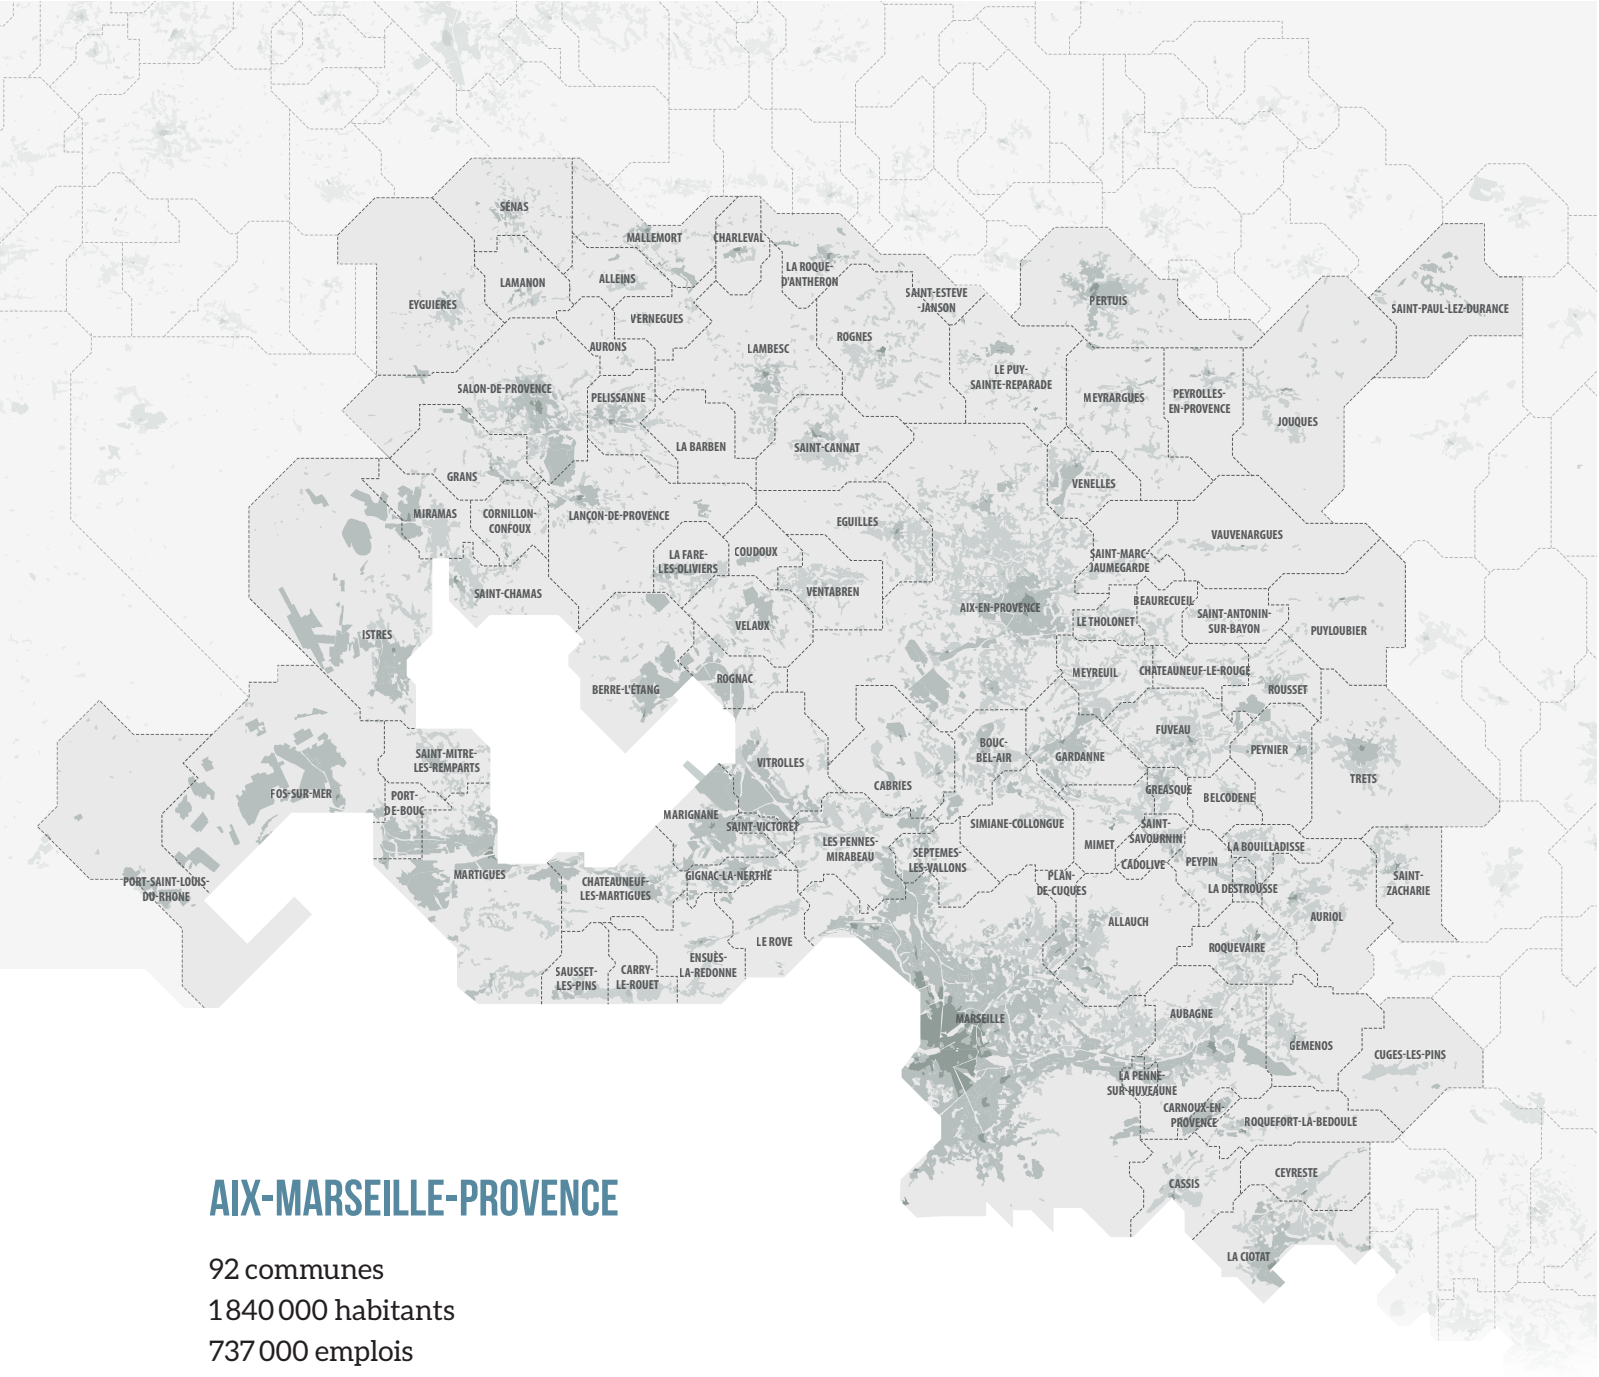 SÉNAS
MALLEMORT
CHARLEVAL
LA ROQUE-
D'ANTHERON
ALLEINS
LAMANON
SAINT-ESTEVE
-JANSON
EYGUIÈRES
PERTUIS
SAINT-PAUL-LEZ-DURANCE
VERNEGUES
ROGNES
AURONS
LAMBESC
LE PUY-
SAINTE-REPARADE
SALON-DE-PROVENCE
PELISSANNE
MEYRARGUES
PEYROLLES-
EN-PROVENCE
JOUQUES
LA BARBEN
SAINT-CANNAT
GRANS
VENELLES
MIRAMAS
CORNILLON-
CONFOUX
LANÇON-DE-PROVENCE
EGUILLES
VAUVENARGUES
LA FARE-
LES-OLIVIERS
COUDOUX
SAINT-MARC-
JAUMEGARDE
SAINT-CHAMAS
VENTABREN
AIX-EN-PROVENCE
BEAURECUEIL
LE THOLONET
SAINT-ANTONIN-
SUR-BAYON
PUYLOUBIER
ISTRES
VELAUX
MEYREUIL
CHATEAUNEUF-LE-ROUGE
BERRE-L'ÉTANG
ROGNAC
ROUSSET
SAINT-MITRE-
LES-REMPARTS
VITROLLES
BOUC-
BEL-AIR
GARDANNE
FUVEAU
PEYNIER
TRETS
FOS-SUR-MER
PORT-
DE-BOUC
CABRIES
GREASQUE
BELCODENE
MARIGNANE
SAINT-VICTORET
SIMIANE-COLLONGUE
SAINT-
SAVOURNIN
LES PENNES-
MIRABEAU
SEPTEMES-
LES-VALLONS
MIMET
CADOLIVE
PEYPIN
LA BOUILLADISSE
PORT-SAINT-LOUIS-
DU-RHONE
MARTIGUES
CHATEAUNEUF-
LES-MARTIGUES
GIGNAC-LA-NERTHE
PLAN-
DE-CUQUES
LA DESTROUSSE
SAINT-
ZACHARIE
ALLAUCH
AURIOL
LE ROVE
ROQUEVAIRE
SAUSSET-
LES-PINS
CARRY-
LE-ROUET
ENSUÈS-
LA-REDONNE
MARSEILLE
AUBAGNE
GEMENOS
CUGES-LES-PINS
LA PENNE-
SUR-HUVEAUNE
CARNOUX-EN-
PROVENCE
ROQUEFORT-LA-BEDOULE
CASSIS
CEYRESTE
LA CIOTAT
AIX-MARSEILLE-PROVENCE
92 communes
1 840 000 habitants
737 000 emplois